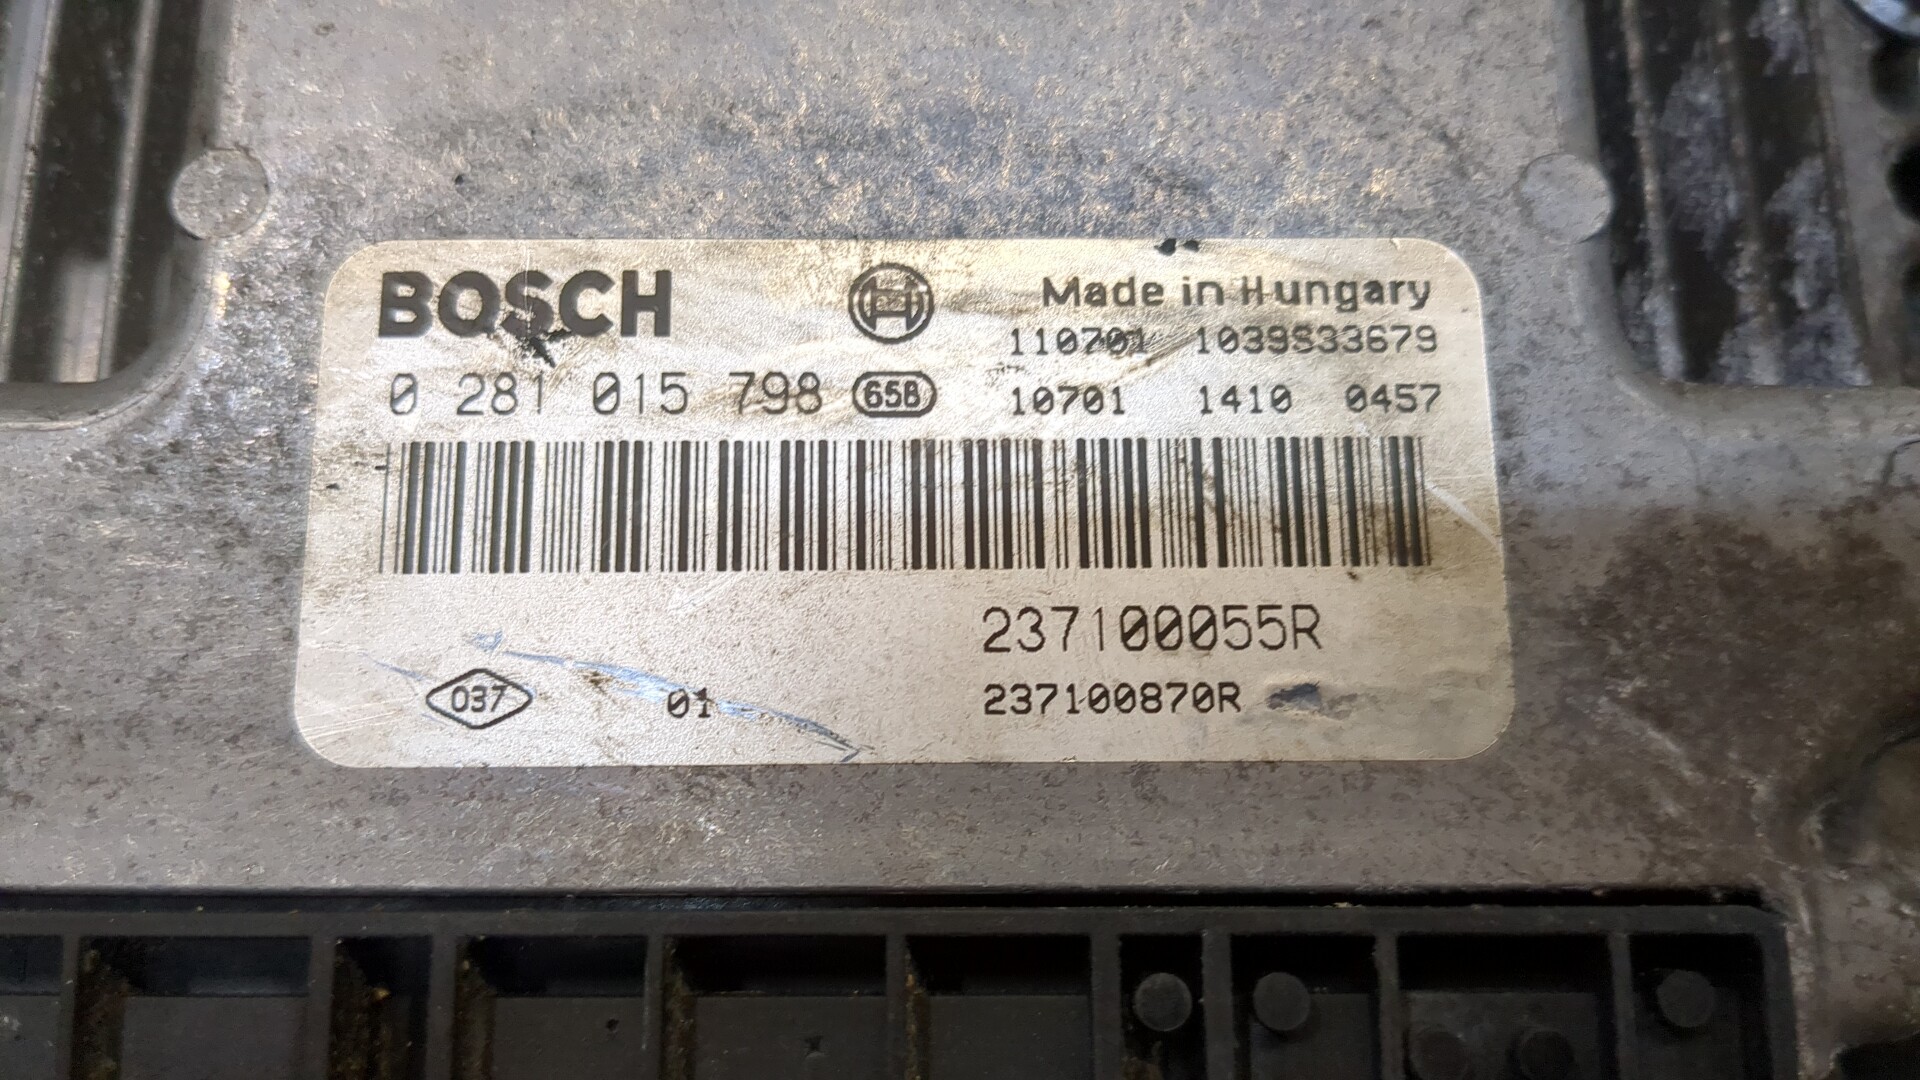 BOSCH
Made in Hungary
110701 1039S33679
0 281 015 798 65B
10701 1410 0457
237100055R
037 01 237100870R